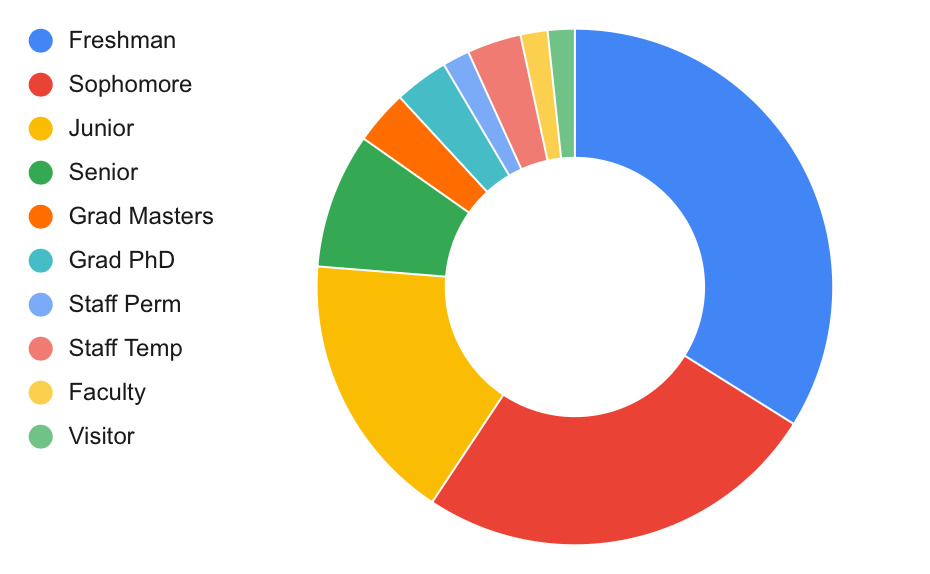 Freshman
Sophomore
Junior
Senior
Grad Masters
Grad PhD
Staff Perm
Staff Temp
Faculty
Visitor